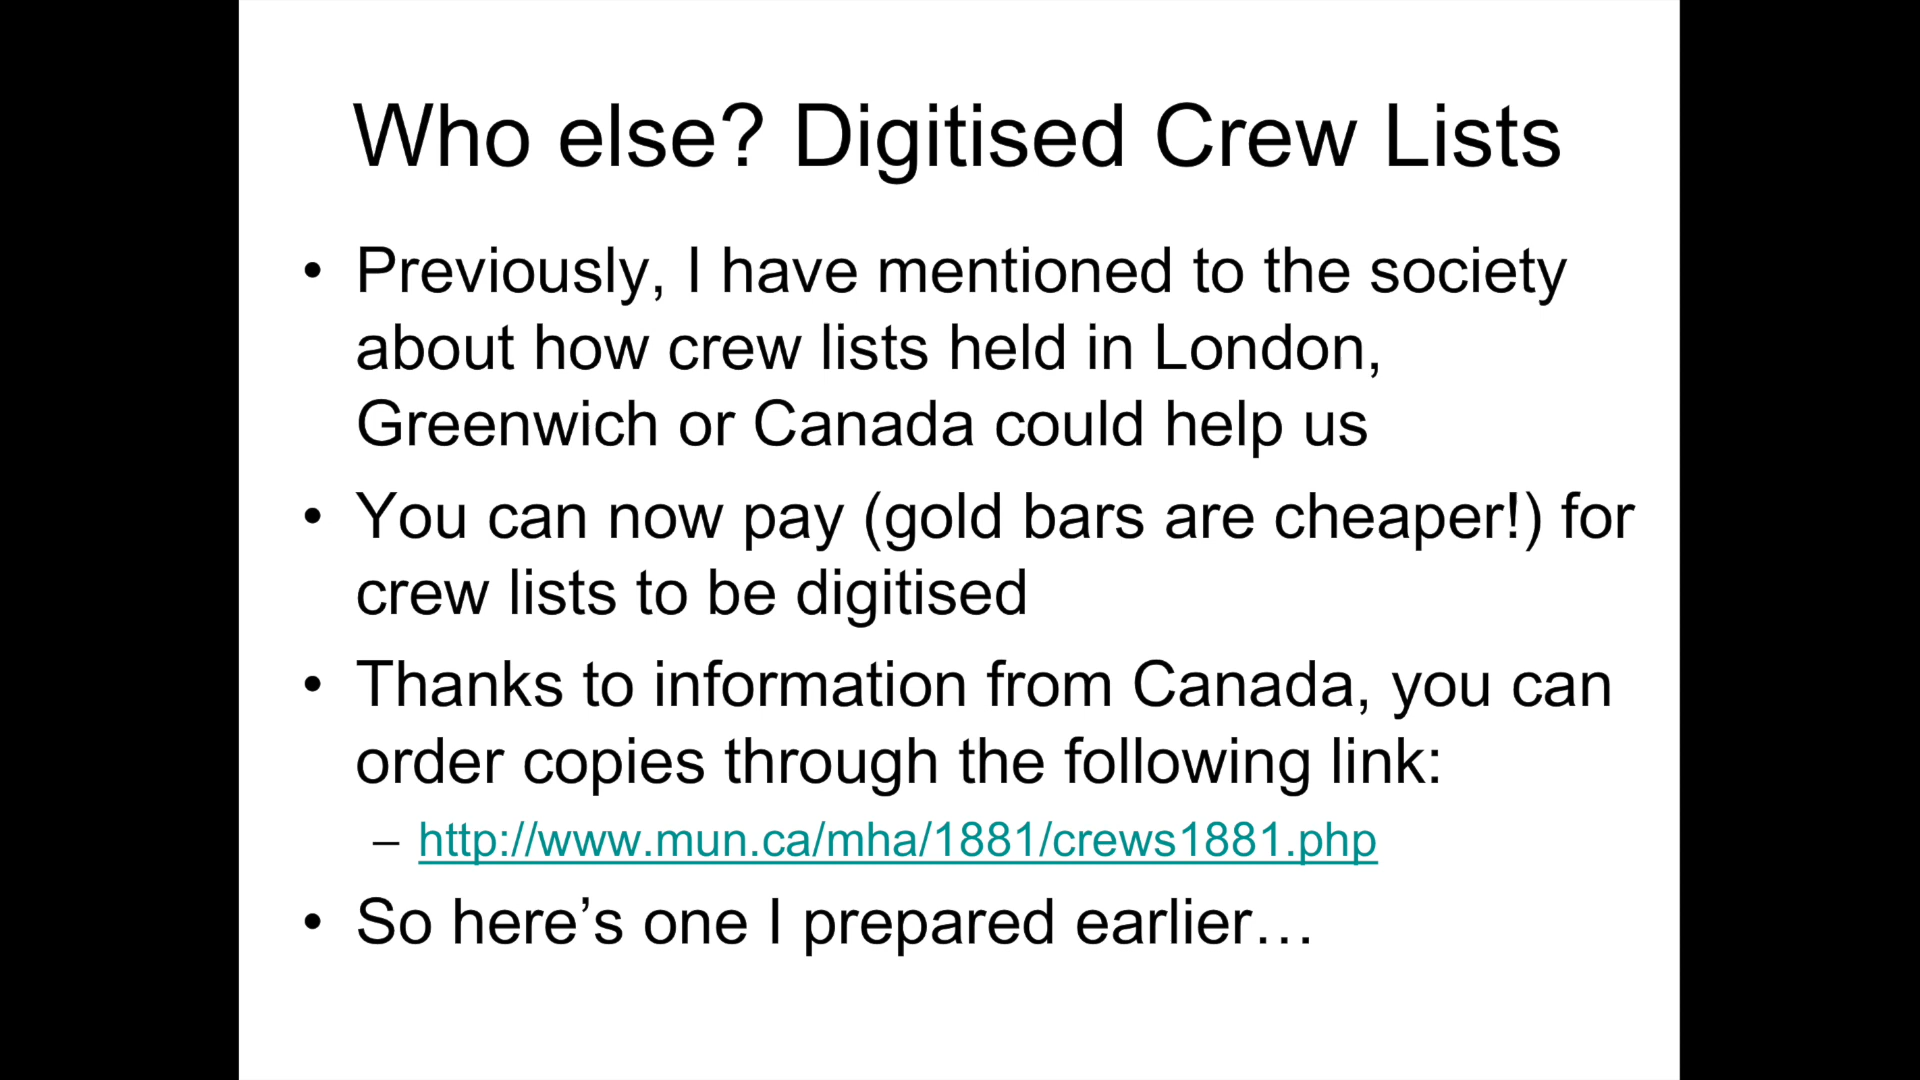 Who else? Digitised Crew Lists
• Previously, I have mentioned to the society
about how crew lists held in London,
Greenwich or Canada could help us
• You can now pay (gold bars are cheaper!) for
crew lists to be digitised
• Thanks to information from Canada, you can
order copies through the following link:
– http://www.mun.ca/mha/1881/crews1881.php
• So here’s one I prepared earlier…